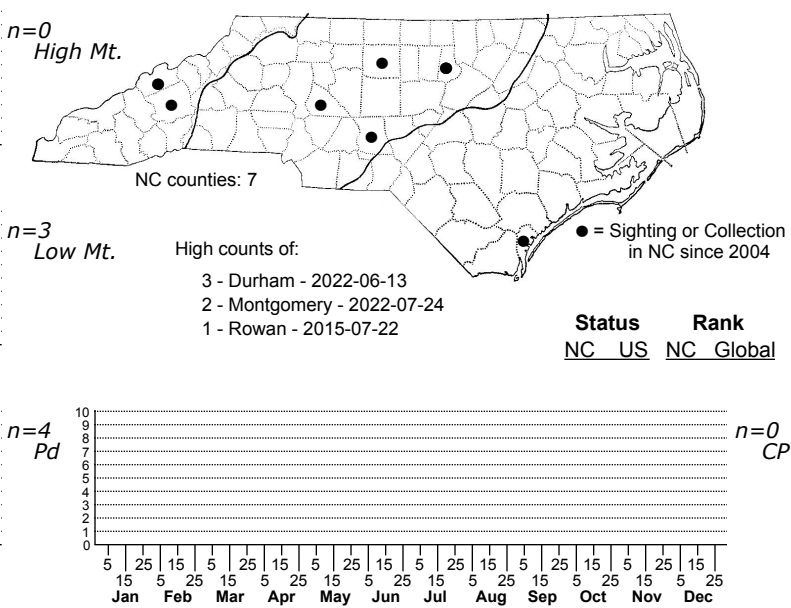 n=0
High Mt.
NC counties: 7
n=3
Low Mt.
High counts of:
3 - Durham - 2022-06-13
2 - Montgomery - 2022-07-24
1 - Rowan - 2015-07-22
● = Sighting or Collection
in NC since 2004
Status Rank
NC US NC Global
n=4
Pd
n=0
CP
10
9
8
7
6
5
4
3
2
1
0
5 25 15 5 25 15 5 25 15 5 25 15 5 25 15 5 25 15
15 5 25 15 5 25 15 5 25 15 5 25 15 5 25 15 5 25
Jan Feb Mar Apr May Jun Jul Aug Sep Oct Nov Dec